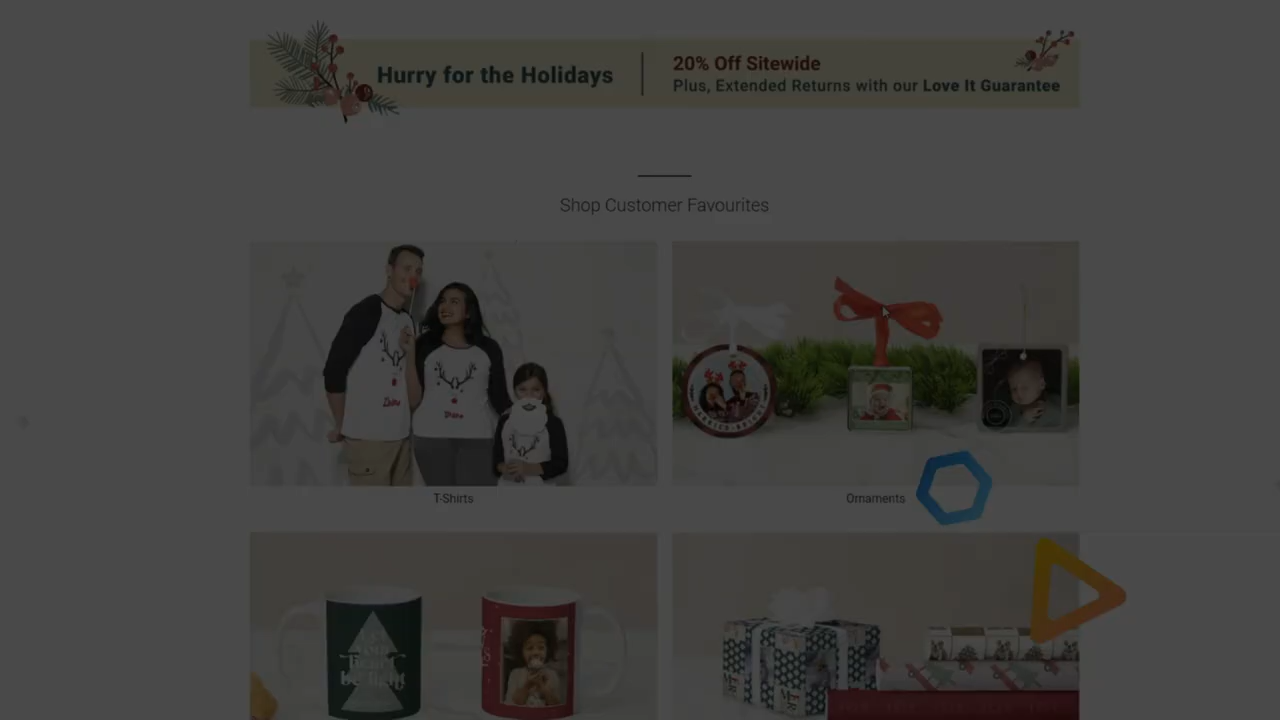 Hurry for the Holidays
20% Off Sitewide
Plus, Extended Returns with our Love It Guarantee
Shop Customer Favourites
T-Shirts
Ornaments